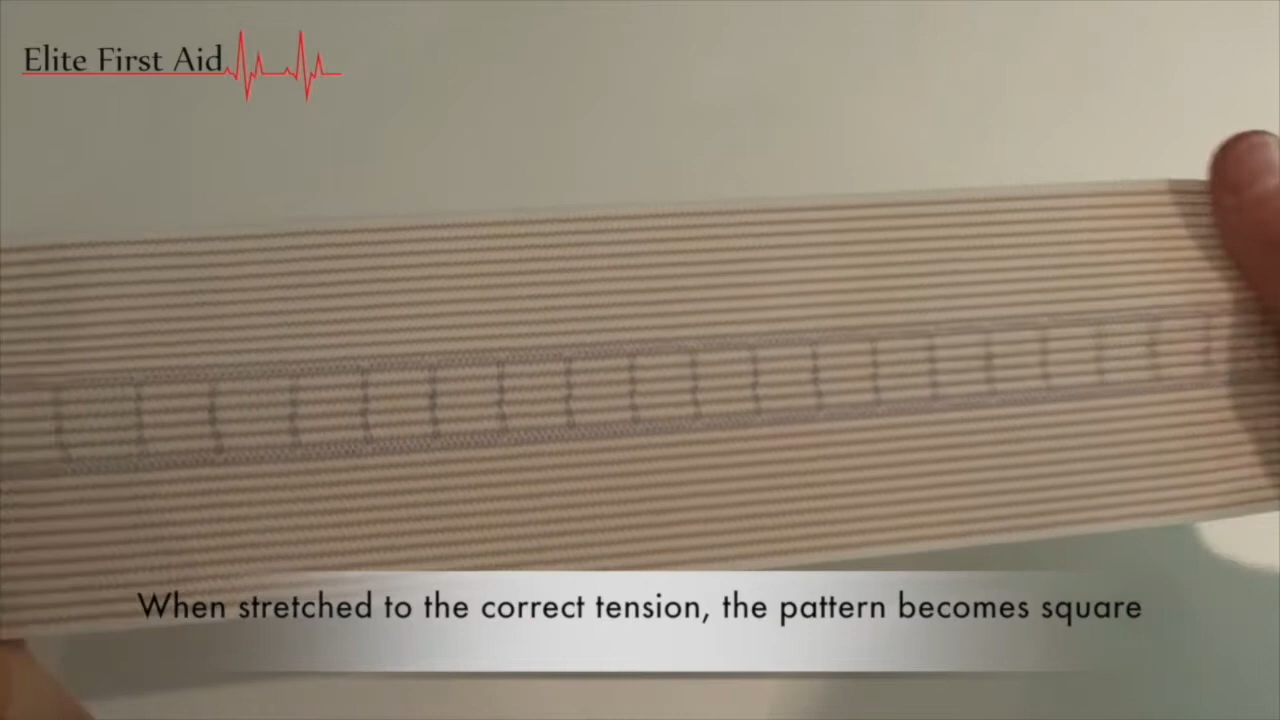 Elite First Aid
When stretched to the correct tension, the pattern becomes square